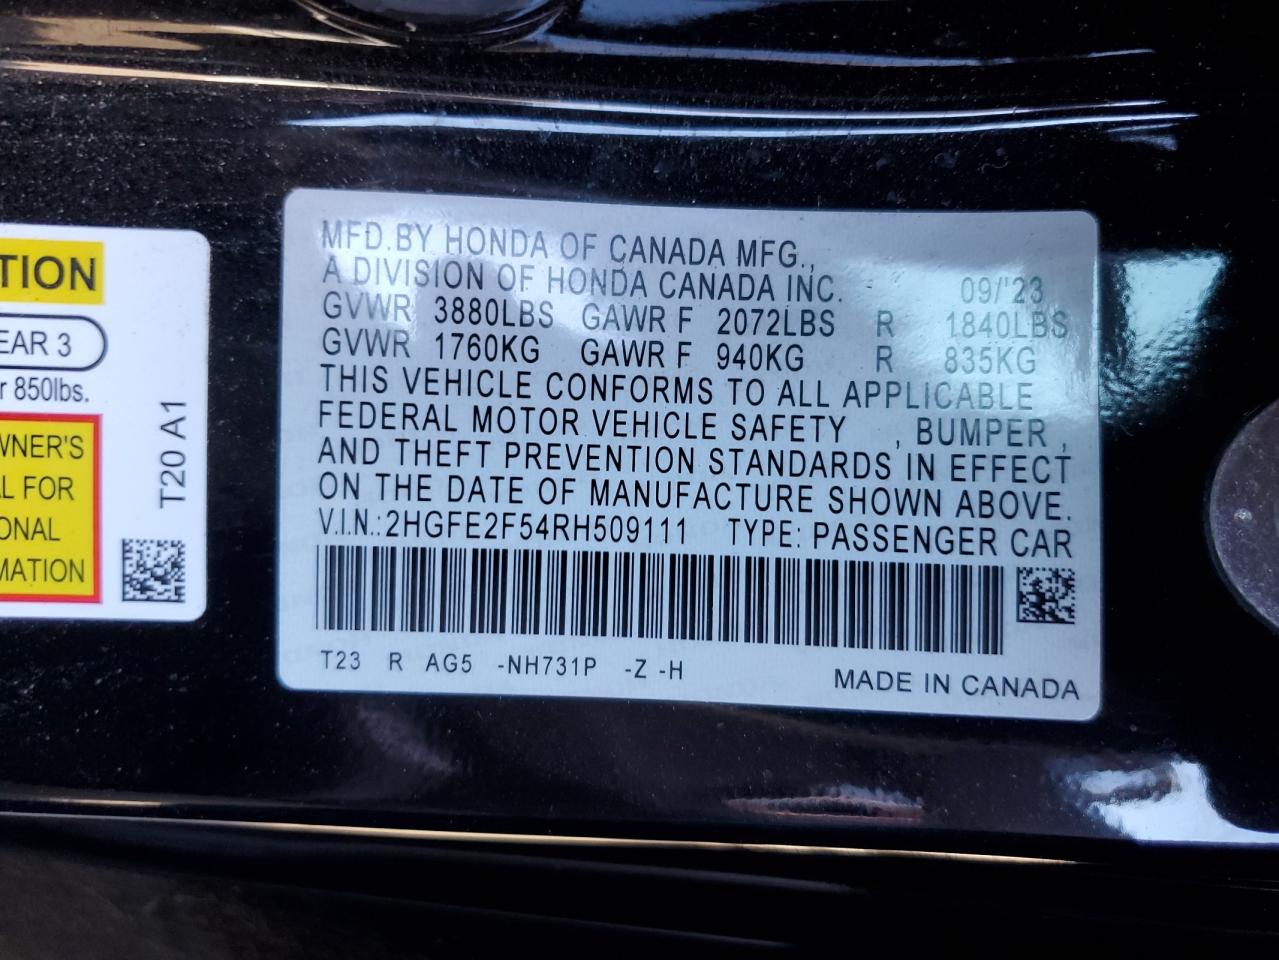 TION
EAR 3
r 850lbs.
WNER'S
L FOR
ONAL
MATION
T20 A1
MFD.BY HONDA OF CANADA MFG.,
A DIVISION OF HONDA CANADA INC. 09/'23
GVWR 3880LBS GAWR F 2072LBS R 1840LBS
GVWR 1760KG GAWR F 940KG R 835KG
THIS VEHICLE CONFORMS TO ALL APPLICABLE
FEDERAL MOTOR VEHICLE SAFETY , BUMPER ,
AND THEFT PREVENTION STANDARDS IN EFFECT
ON THE DATE OF MANUFACTURE SHOWN ABOVE.
V.I.N.:2HGFE2F54RH509111 TYPE: PASSENGER CAR
T23 R AG5 -NH731P -Z -H
MADE IN CANADA